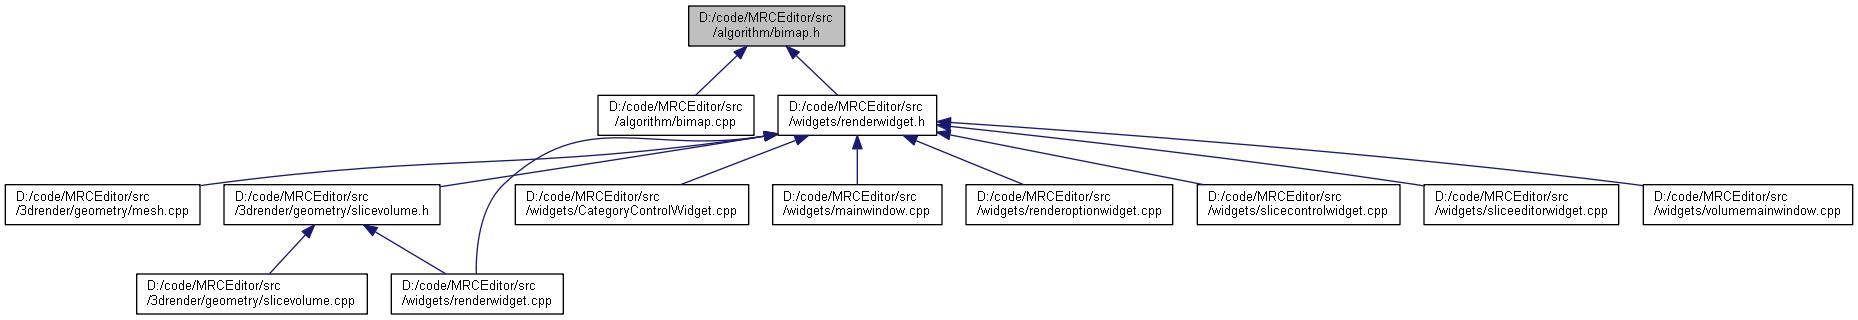 D:/code/MRCEditor/src
/algorithm/bimap.h
D:/code/MRCEditor/src
/algorithm/bimap.cpp
D:/code/MRCEditor/src
/widgets/renderwidget.h
D:/code/MRCEditor/src
/3drender/geometry/mesh.cpp
D:/code/MRCEditor/src
/3drender/geometry/slicevolume.h
D:/code/MRCEditor/src
/widgets/CategoryControlWidget.cpp
D:/code/MRCEditor/src
/widgets/mainwindow.cpp
D:/code/MRCEditor/src
/widgets/renderoptionwidget.cpp
D:/code/MRCEditor/src
/widgets/slicecontrolwidget.cpp
D:/code/MRCEditor/src
/widgets/sliceeditorwidget.cpp
D:/code/MRCEditor/src
/widgets/volumemainwindow.cpp
D:/code/MRCEditor/src
/3drender/geometry/slicevolume.cpp
D:/code/MRCEditor/src
/widgets/renderwidget.cpp